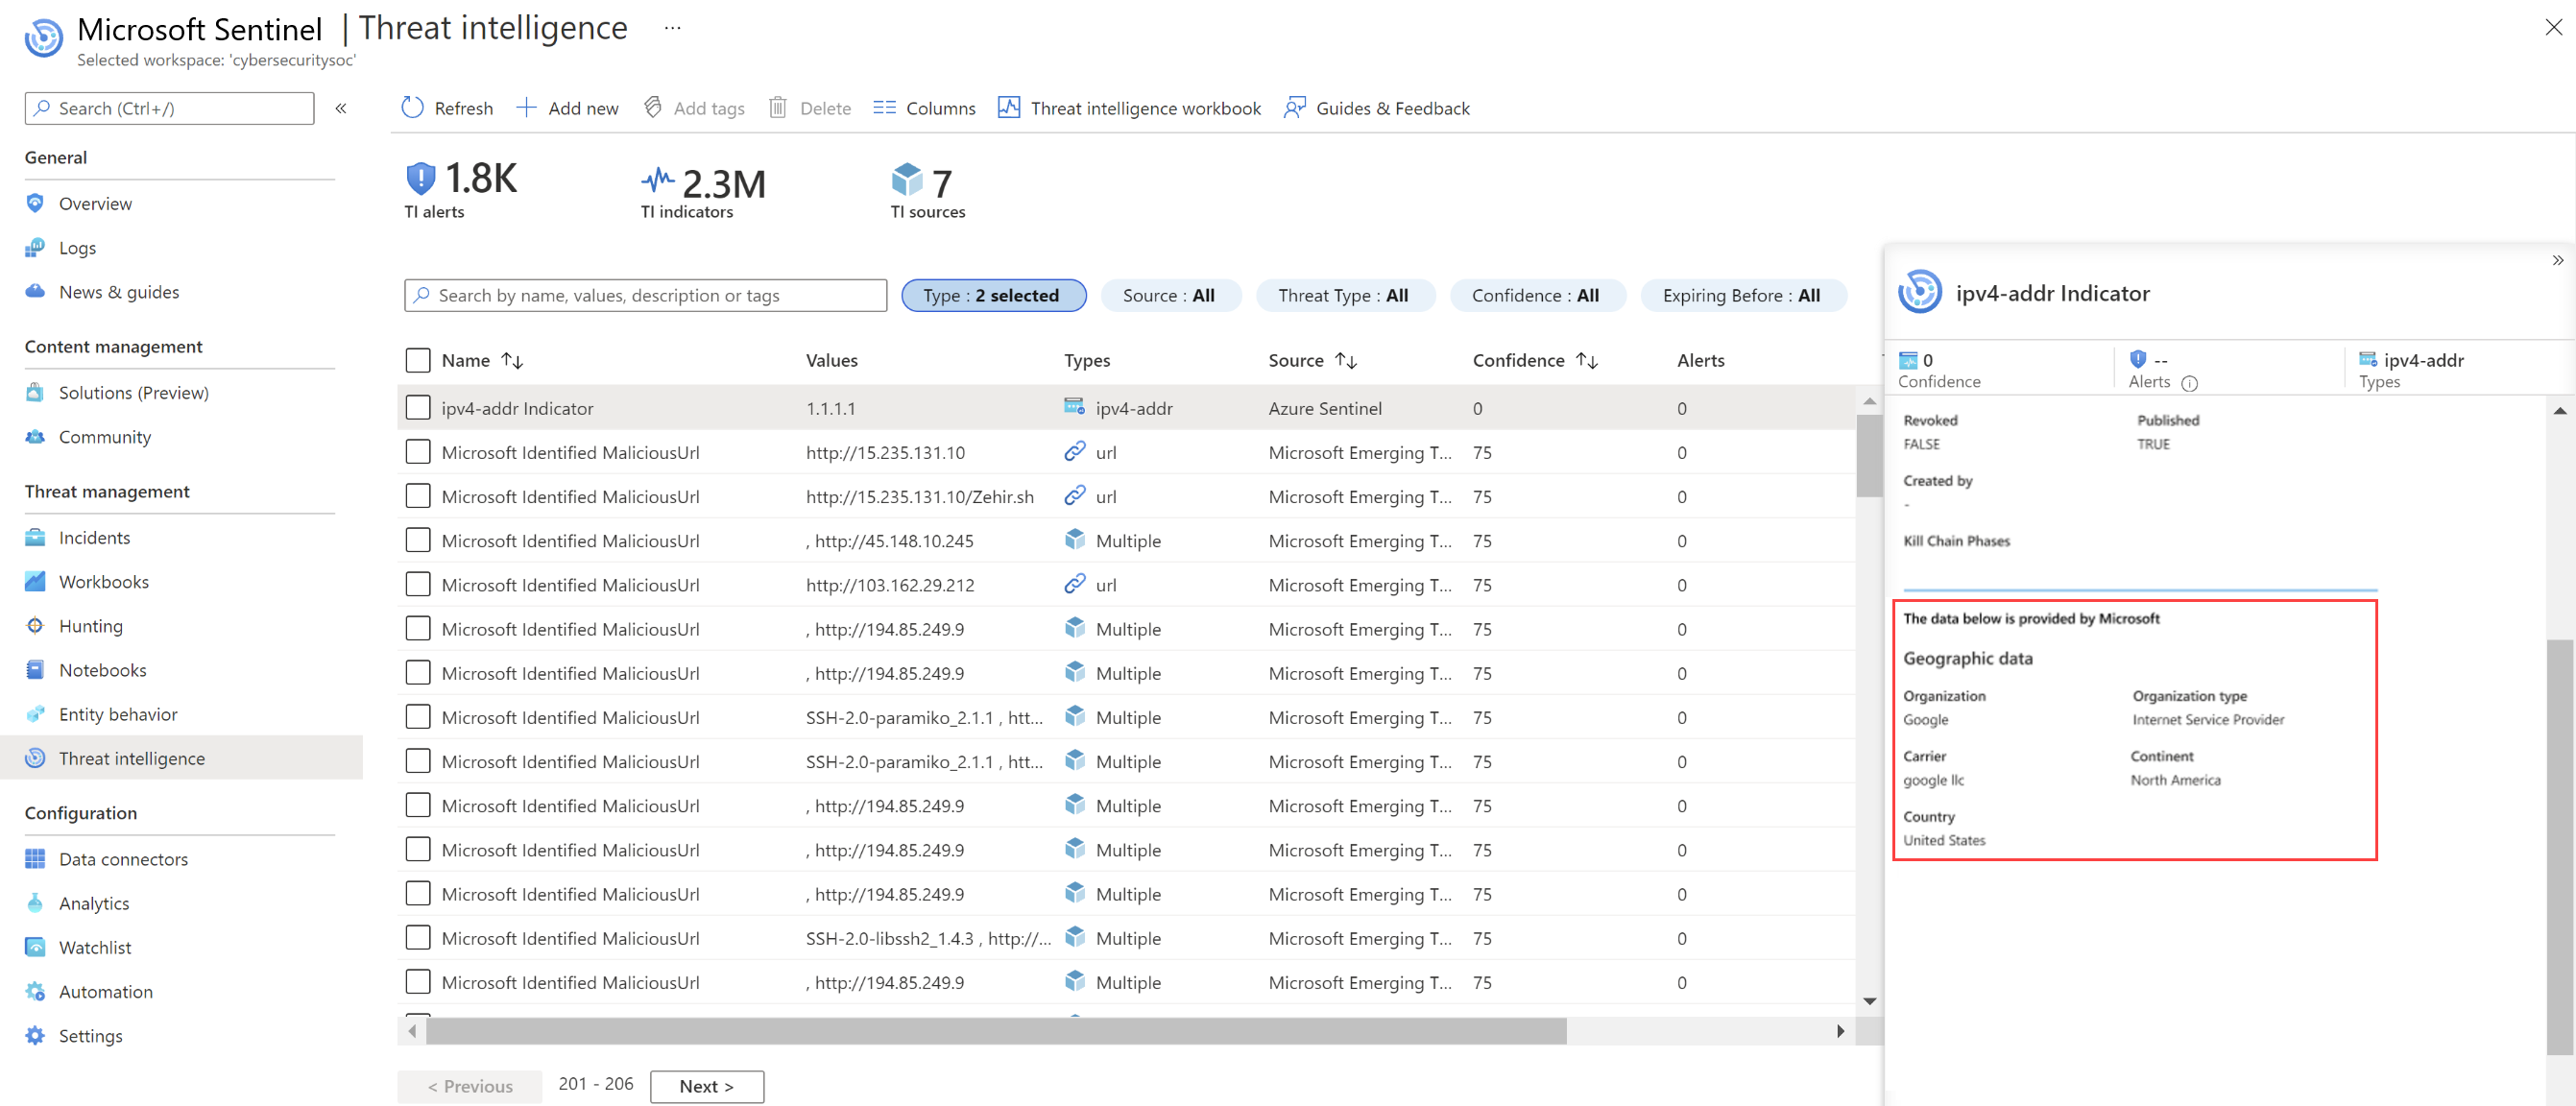 Microsoft Sentinel | Threat intelligence ...
Selected workspace: 'cybersecuritysoc'
Search (Ctrl+/)
«
General
Overview
Logs
News & guides
Content management
Solutions (Preview)
Community
Threat management
Incidents
Workbooks
Hunting
Notebooks
Entity behavior
Threat intelligence
Configuration
Data connectors
Analytics
Watchlist
Automation
Settings
Refresh Add new Add tags Delete Columns Threat intelligence workbook Guides & Feedback
1.8K 2.3M 7
TI alerts TI indicators TI sources
Search by name, values, description or tags Type : 2 selected Source : All Threat Type : All Confidence : All Expiring Before : All
Name Values Types Source Confidence Alerts
ipv4-addr Indicator 1.1.1.1 ipv4-addr Azure Sentinel 0 0
Microsoft Identified MaliciousUrl http://15.235.131.10 url Microsoft Emerging T... 75 0
Microsoft Identified MaliciousUrl http://15.235.131.10/Zehir.sh url Microsoft Emerging T... 75 0
Microsoft Identified MaliciousUrl , http://45.148.10.245 Multiple Microsoft Emerging T... 75 0
Microsoft Identified MaliciousUrl http://103.162.29.212 url Microsoft Emerging T... 75 0
Microsoft Identified MaliciousUrl , http://194.85.249.9 Multiple Microsoft Emerging T... 75 0
Microsoft Identified MaliciousUrl , http://194.85.249.9 Multiple Microsoft Emerging T... 75 0
Microsoft Identified MaliciousUrl SSH-2.0-paramiko_2.1.1 , htt... Multiple Microsoft Emerging T... 75 0
Microsoft Identified MaliciousUrl SSH-2.0-paramiko_2.1.1 , htt... Multiple Microsoft Emerging T... 75 0
Microsoft Identified MaliciousUrl , http://194.85.249.9 Multiple Microsoft Emerging T... 75 0
Microsoft Identified MaliciousUrl , http://194.85.249.9 Multiple Microsoft Emerging T... 75 0
Microsoft Identified MaliciousUrl , http://194.85.249.9 Multiple Microsoft Emerging T... 75 0
Microsoft Identified MaliciousUrl SSH-2.0-libssh2_1.4.3 , http://... Multiple Microsoft Emerging T... 75 0
Microsoft Identified MaliciousUrl , http://194.85.249.9 Multiple Microsoft Emerging T... 75 0
< Previous 201 - 206 Next >
»
ipv4-addr Indicator
0 -- ipv4-addr
Confidence Alerts Types
Revoked Published
FALSE TRUE
Created by
-
Kill Chain Phases
The data below is provided by Microsoft
Geographic data
Organization Organization type
Google Internet Service Provider
Carrier Continent
google llc North America
Country
United States